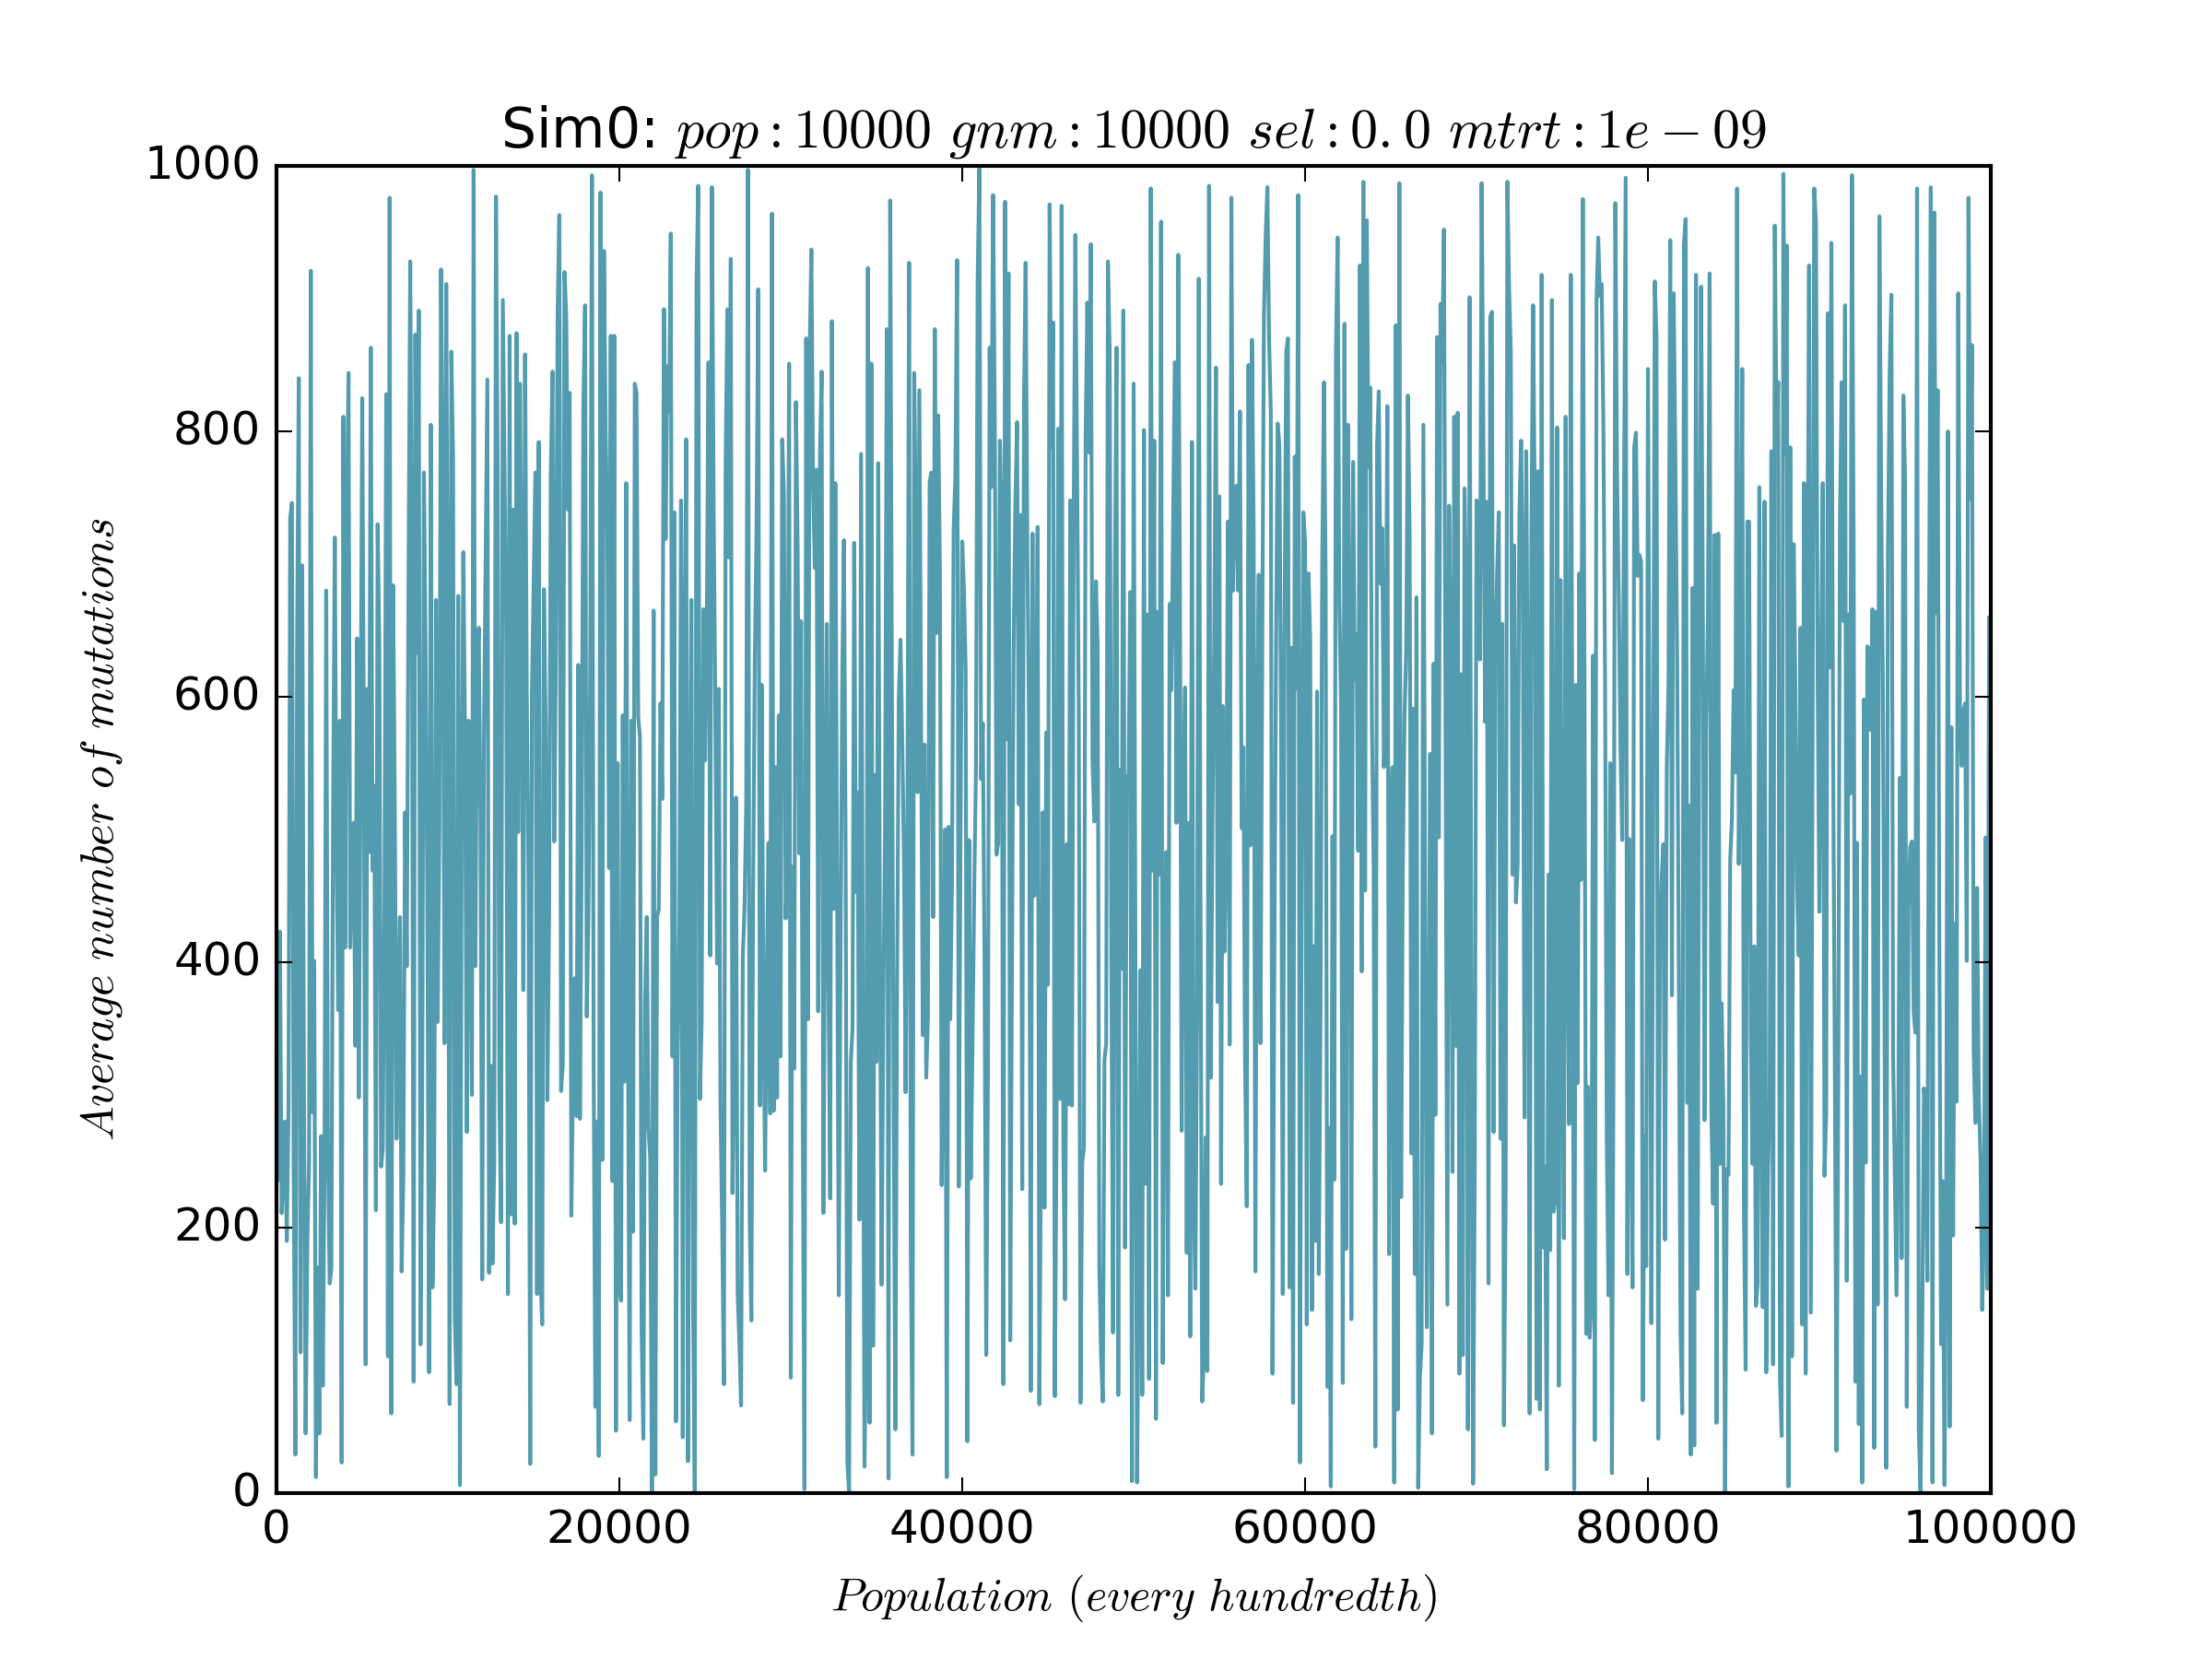 Sim0: pop : 10000 gnm : 10000 sel : 0.0 mtrt : 1e − 09
1000
800
600
400
200
0
Average number of mutations
0 20000 40000 60000 80000 100000
Population (every hundredth)